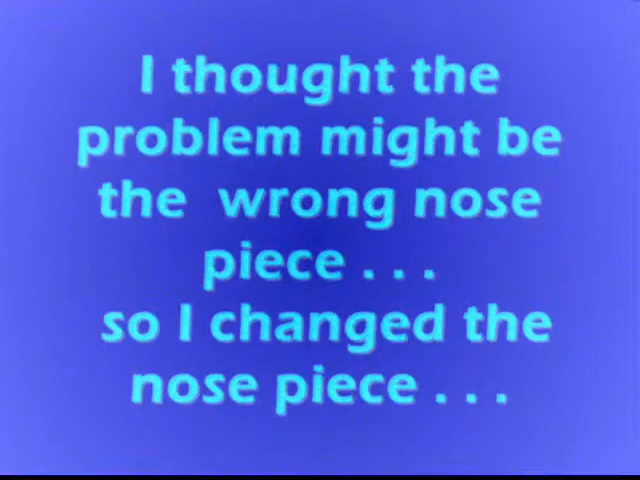 I thought the
problem might be
the  wrong nose
piece . . .
so I changed the
nose piece . . .